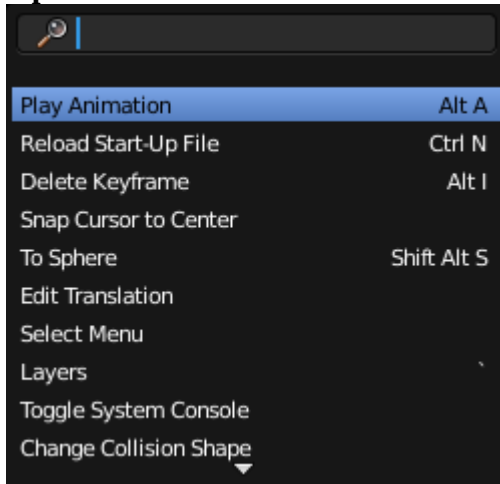 Play Animation Alt A
Reload Start-Up File Ctrl N
Delete Keyframe Alt I
Snap Cursor to Center
To Sphere Shift Alt S
Edit Translation
Select Menu
Layers `
Toggle System Console
Change Collision Shape